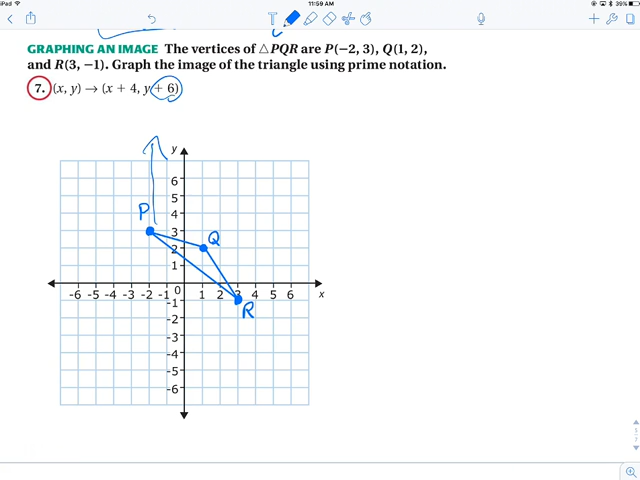 iPad
11:59 AM
39%
GRAPHING AN IMAGE The vertices of △PQR are P(−2, 3), Q(1, 2),
and R(3, −1). Graph the image of the triangle using prime notation.
7. (x, y) → (x + 4, y + 6)
y
6
5
P
4
3
Q
2
1
-6 -5 -4 -3 -2 -1 0 1 2 3 4 5 6 x
-1
R
-2
-3
-4
-5
-6